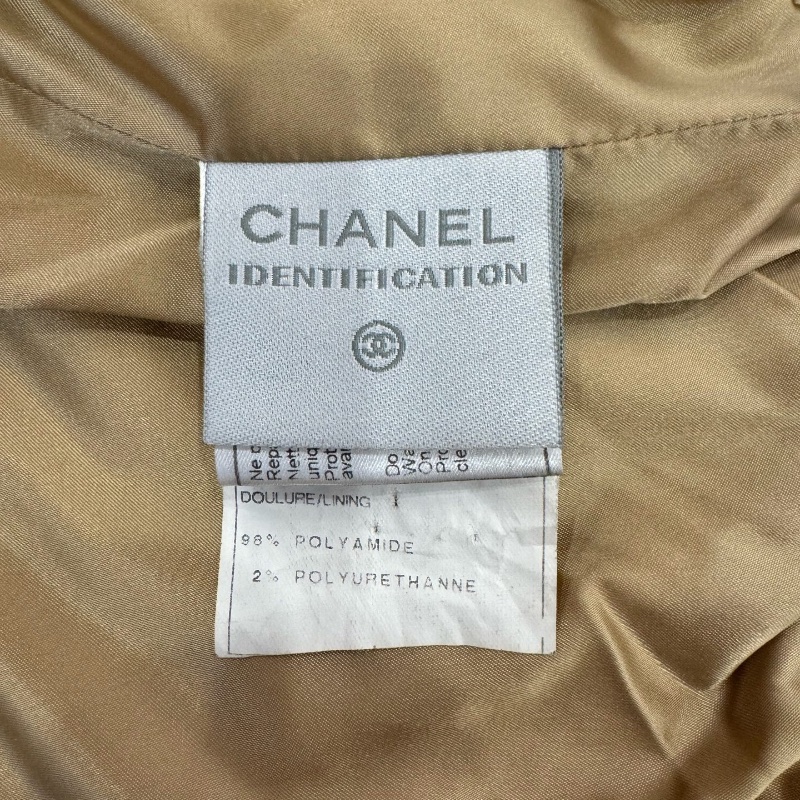 CHANEL
IDENTIFICATION
DOULURE/LINING
98% POLYAMIDE
2% POLYURETHANNE